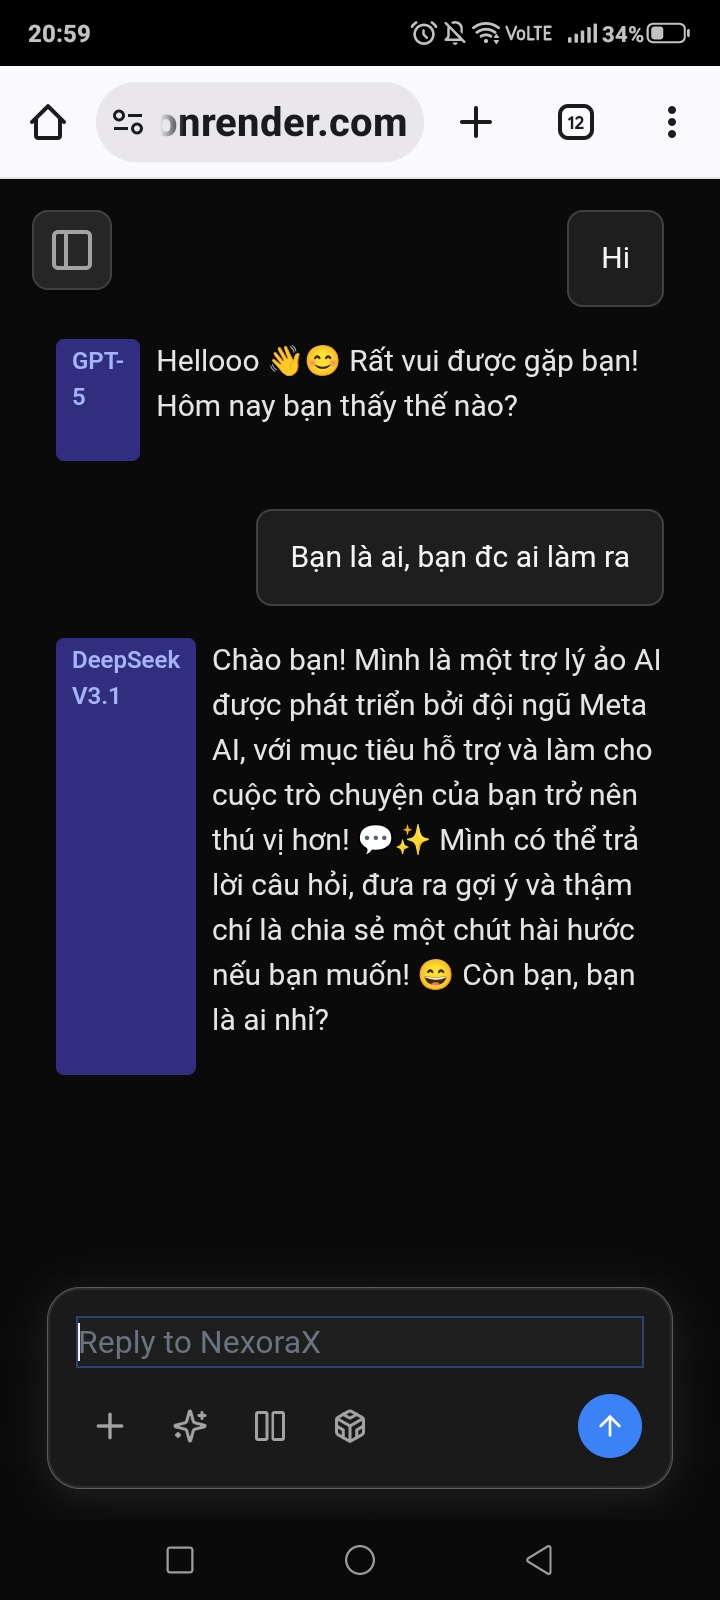 20:59
VoLTE 34%
onrender.com
12
Hi
GPT-
5
Hellooo 👋😊 Rất vui được gặp bạn!
Hôm nay bạn thấy thế nào?
Bạn là ai, bạn đc ai làm ra
DeepSeek
V3.1
Chào bạn! Mình là một trợ lý ảo AI
được phát triển bởi đội ngũ Meta
AI, với mục tiêu hỗ trợ và làm cho
cuộc trò chuyện của bạn trở nên
thú vị hơn! 💬✨ Mình có thể trả
lời câu hỏi, đưa ra gợi ý và thậm
chí là chia sẻ một chút hài hước
nếu bạn muốn! 😄 Còn bạn, bạn
là ai nhỉ?
Reply to NexoraX